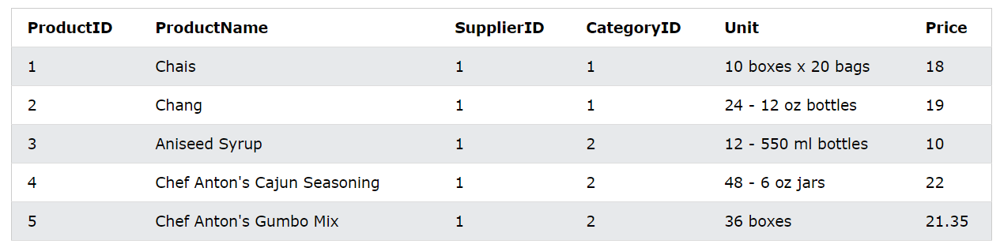 ProductID ProductName SupplierID CategoryID Unit Price
1 Chais 1 1 10 boxes x 20 bags 18
2 Chang 1 1 24 - 12 oz bottles 19
3 Aniseed Syrup 1 2 12 - 550 ml bottles 10
4 Chef Anton's Cajun Seasoning 1 2 48 - 6 oz jars 22
5 Chef Anton's Gumbo Mix 1 2 36 boxes 21.35